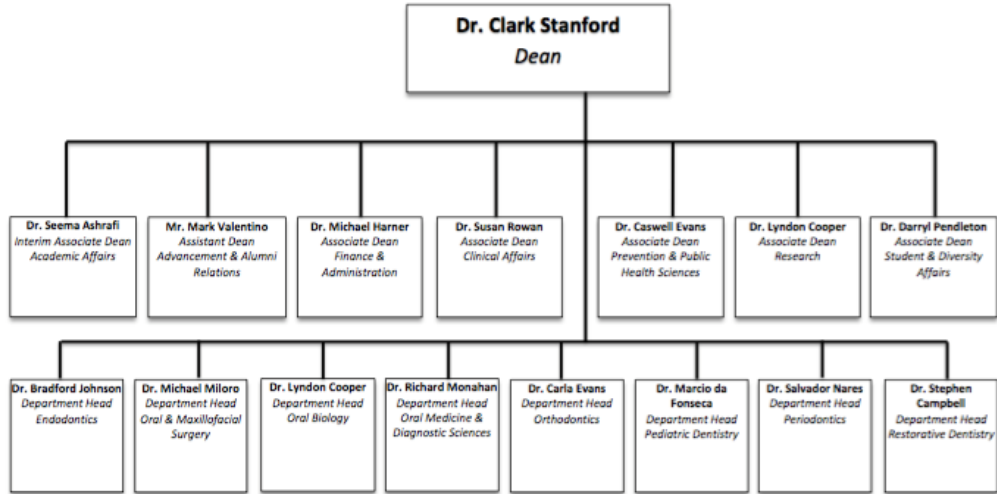 Dr. Clark Stanford
Dean
Dr. Seema Ashrafi
Interim Associate Dean
Academic Affairs
Mr. Mark Valentino
Assistant Dean
Advancement & Alumni
Relations
Dr. Michael Harner
Associate Dean
Finance &
Administration
Dr. Susan Rowan
Associate Dean
Clinical Affairs
Dr. Caswell Evans
Associate Dean
Prevention & Public
Health Sciences
Dr. Lyndon Cooper
Associate Dean
Research
Dr. Darryl Pendleton
Associate Dean
Student & Diversity
Affairs
Dr. Bradford Johnson
Department Head
Endodontics
Dr. Michael Miloro
Department Head
Oral & Maxillofacial
Surgery
Dr. Lyndon Cooper
Department Head
Oral Biology
Dr. Richard Monahan
Department Head
Oral Medicine &
Diagnostic Sciences
Dr. Carla Evans
Department Head
Orthodontics
Dr. Marcio da
Fonseca
Department Head
Pediatric Dentistry
Dr. Salvador Nares
Department Head
Periodontics
Dr. Stephen
Campbell
Department Head
Restorative Dentistry